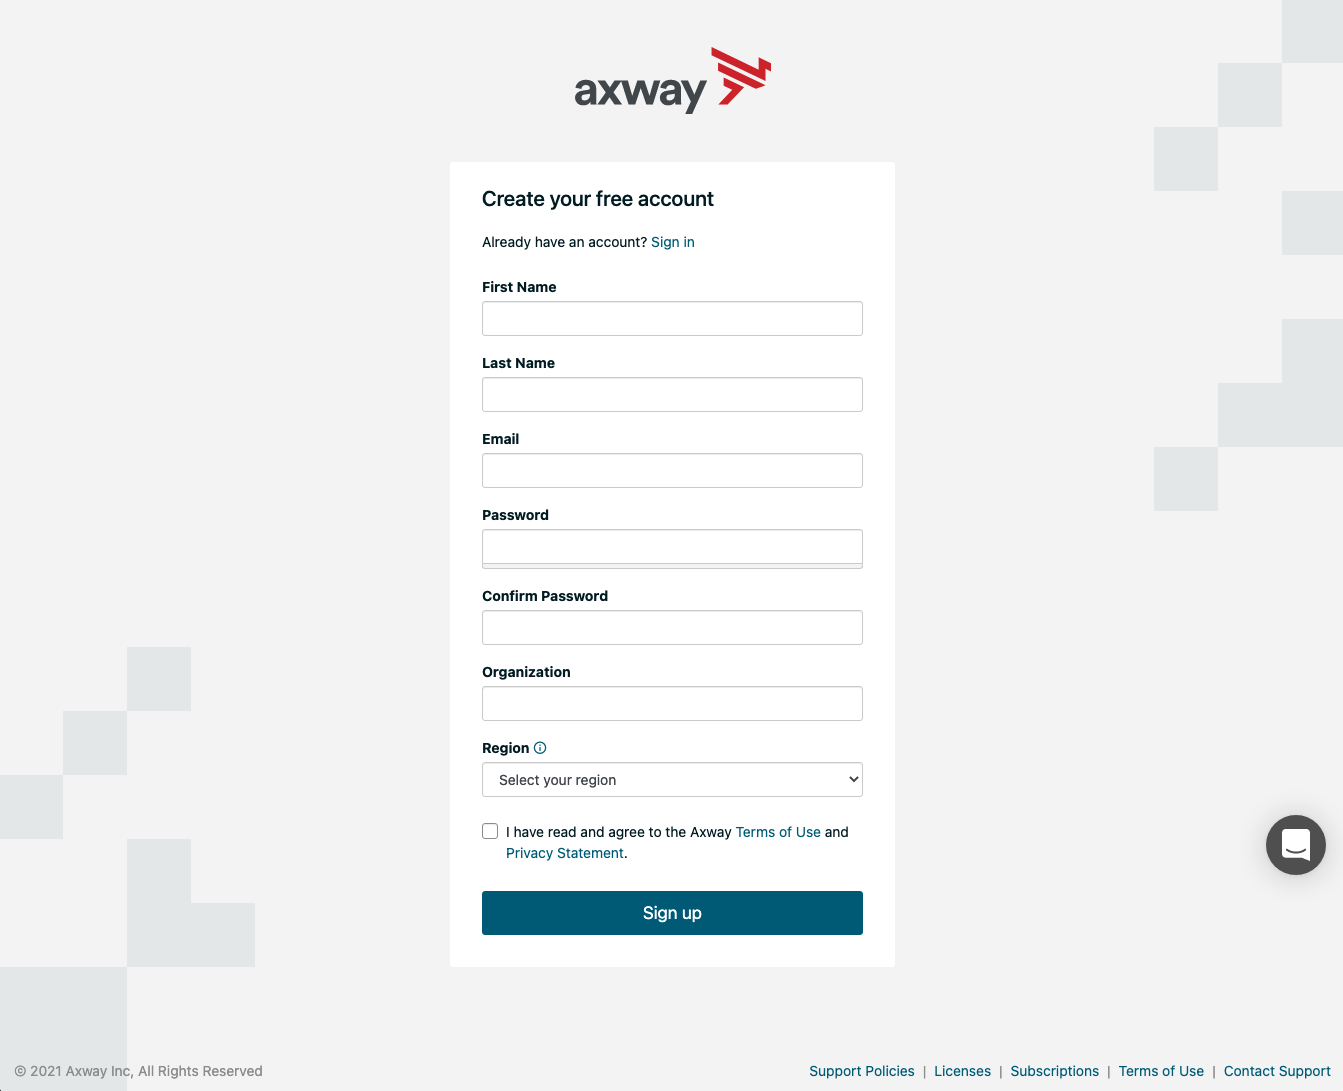 axway
Create your free account
Already have an account? Sign in
First Name
Last Name
Email
Password
Confirm Password
Organization
Region
Select your region
I have read and agree to the Axway Terms of Use and
Privacy Statement.
Sign up
© 2021 Axway Inc, All Rights Reserved
Support Policies | Licenses | Subscriptions | Terms of Use | Contact Support